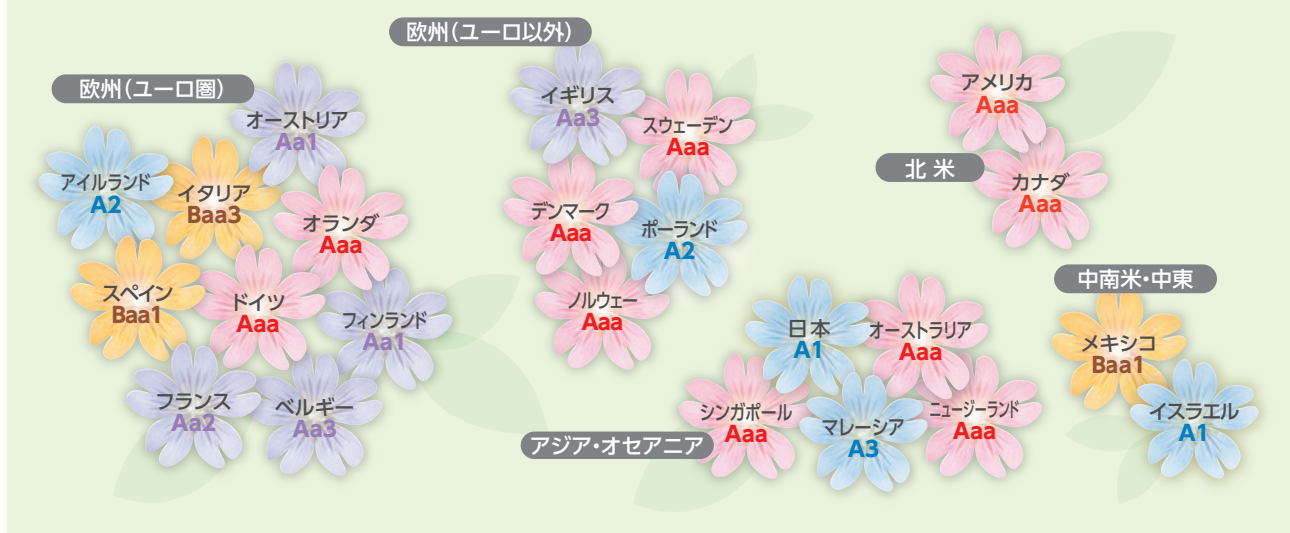 欧州（ユーロ圏）
オーストリア
Aa1
アイルランド
A2
イタリア
Baa3
オランダ
Aaa
スペイン
Baa1
ドイツ
Aaa
フィンランド
Aa1
フランス
Aa2
ベルギー
Aa3
欧州（ユーロ以外）
イギリス
Aa3
スウェーデン
Aaa
デンマーク
Aaa
ポーランド
A2
ノルウェー
Aaa
北 米
アメリカ
Aaa
カナダ
Aaa
アジア・オセアニア
日本
A1
オーストラリア
Aaa
シンガポール
Aaa
マレーシア
A3
ニュージーランド
Aaa
中南米・中東
メキシコ
Baa1
イスラエル
A1